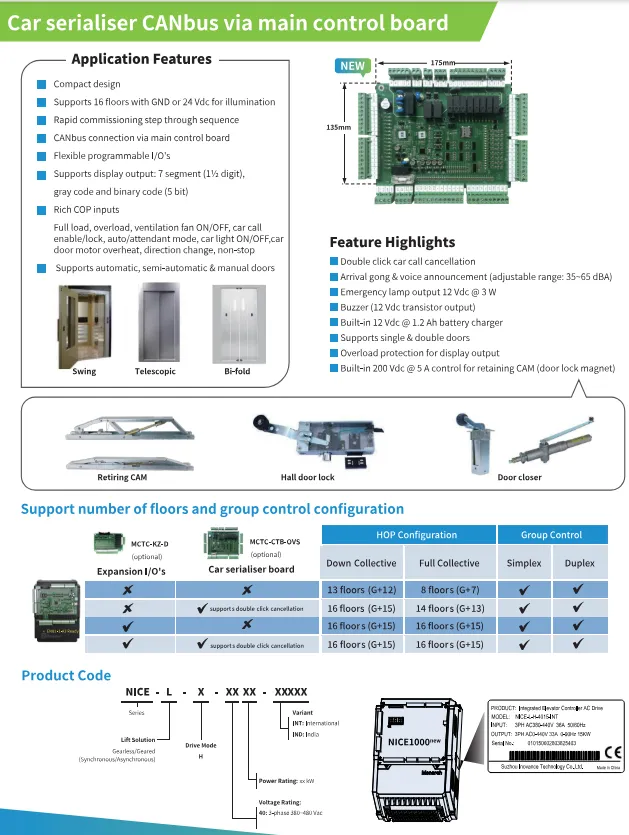 Car serialiser CANbus via main control board
Application Features
Compact design
Supports 16 floors with GND or 24 Vdc for illumination
Rapid commissioning step through sequence
CANbus connection via main control board
Flexible programmable I/O's
Supports display output: 7 segment (1½ digit),
gray code and binary code (5 bit)
Rich COP inputs
Full load, overload, ventilation fan ON/OFF, car call
enable/lock, auto/attendant mode, car light ON/OFF,car
door motor overheat, direction change, non-stop
Supports automatic, semi-automatic & manual doors
Swing Telescopic Bi-fold
NEW
175mm
135mm
Feature Highlights
Double click car call cancellation
Arrival gong & voice announcement (adjustable range: 35~65 dBA)
Emergency lamp output 12 Vdc @ 3 W
Buzzer (12 Vdc transistor output)
Built-in 12 Vdc @ 1.2 Ah battery charger
Supports single & double doors
Overload protection for display output
Built-in 200 Vdc @ 5 A control for retaining CAM (door lock magnet)
Retiring CAM Hall door lock Door closer
Support number of floors and group control configuration
MCTC-KZ-D
(optional)
Expansion I/O's
MCTC-CTB-OVS
(optional)
Car serialiser board
HOP Configuration Group Control
Down Collective Full Collective Simplex Duplex
✘ ✘ 13 floors (G+12) 8 floors (G+7) ✔ ✔
✘ ✔ supports double click cancellation 16 floors (G+15) 14 floors (G+13) ✔ ✔
✔ ✘ 16 floors (G+15) 16 floors (G+15) ✔ ✔
✔ ✔ supports double click cancellation 16 floors (G+15) 16 floors (G+15) ✔ ✔
Product Code
NICE - L - X - XX XX - XXXXX
Series
Lift Solution
Gearless/Geared
(Synchronous/Asynchronous)
Drive Mode
H
Variant
INT: International
IND: India
Power Rating: xx kW
Voltage Rating:
40: 3-phase 380~480 Vac
NICE1000new
Monarch
PRODUCT: Integrated Elevator Controller AC Drive
MODEL: NICE-L-H-4015-INT
INPUT: 3PH AC380-440V 36A 50/60Hz
OUTPUT: 3PH AC0-440V 33A 0-99Hz 15KW
Serial No.: 
CE
Suzhou Inovance Technology Co.,Ltd. Made in China